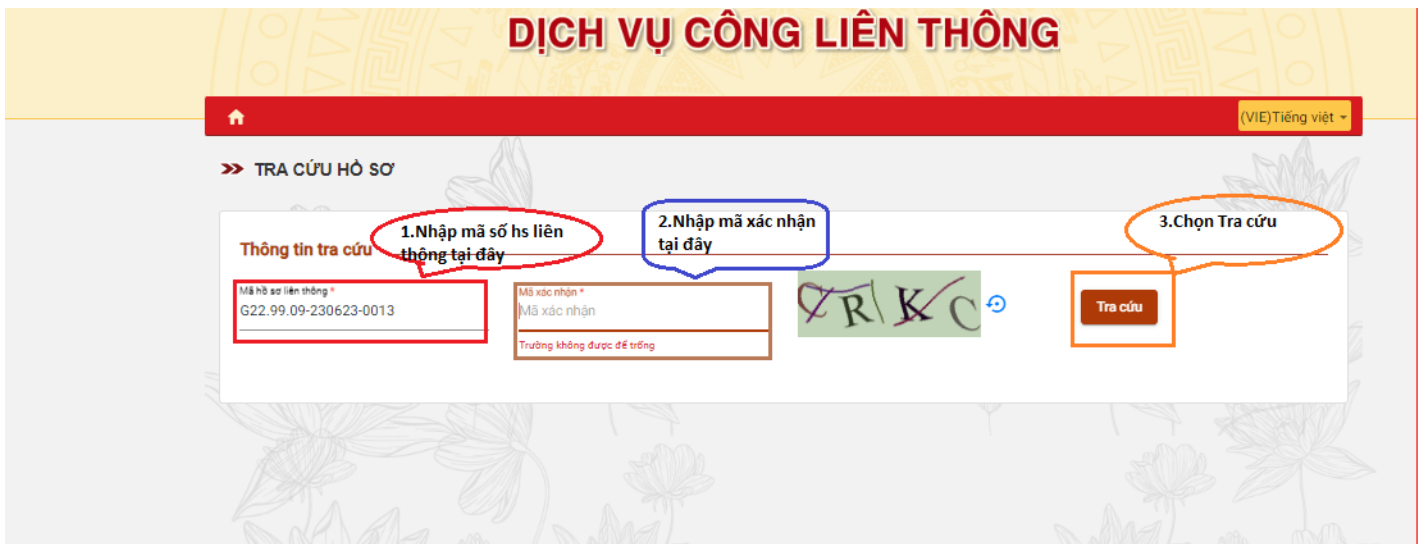 DỊCH VỤ CÔNG LIÊN THÔNG
(VIE)Tiếng việt
TRA CỨU HỒ SƠ
1.Nhập mã số hs liên
thông tại đây
2.Nhập mã xác nhận
tại đây
3.Chọn Tra cứu
Thông tin tra cứu
Mã hồ sơ liên thông *
G22.99.09-230623-0013
Mã xác nhận *
Mã xác nhận
Trường không được để trống
Tra cứu